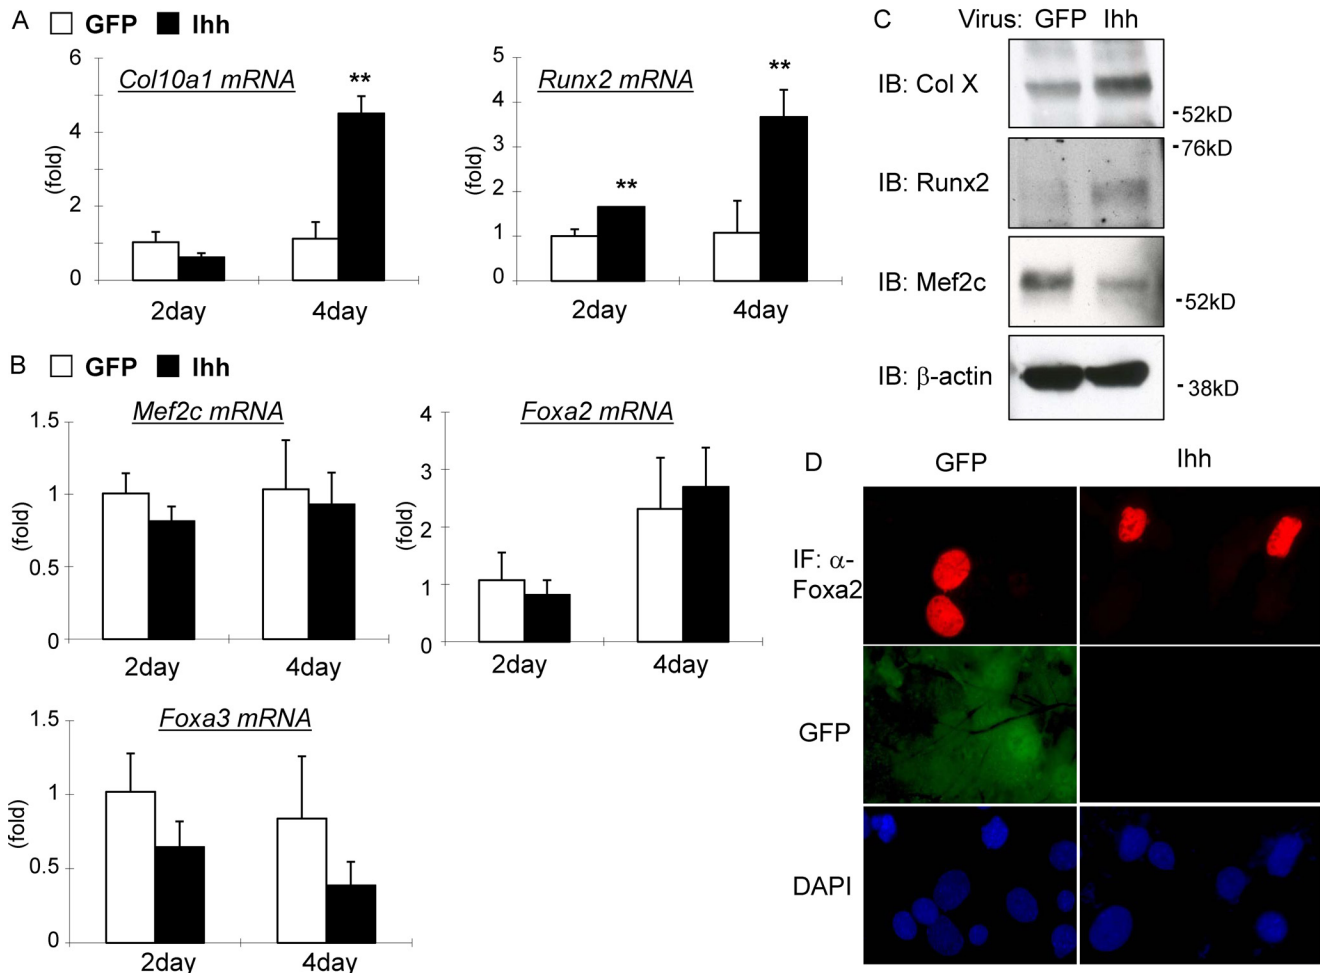 A GFP Ihh
Col10a1 mRNA
(fold)
6
4
2
0
**
2day 4day
Runx2 mRNA
(fold)
5
4
3
2
1
0
**
**
2day 4day
B GFP Ihh
Mef2c mRNA
(fold)
1.5
1
0.5
0
2day 4day
Foxa2 mRNA
(fold)
4
3
2
1
0
2day 4day
Foxa3 mRNA
(fold)
1.5
1
0.5
0
2day 4day
C Virus: GFP Ihh
IB: Col X
-52kD
-76kD
IB: Runx2
IB: Mef2c
-52kD
IB: β-actin
-38kD
D GFP Ihh
IF: α-
Foxa2
GFP
DAPI